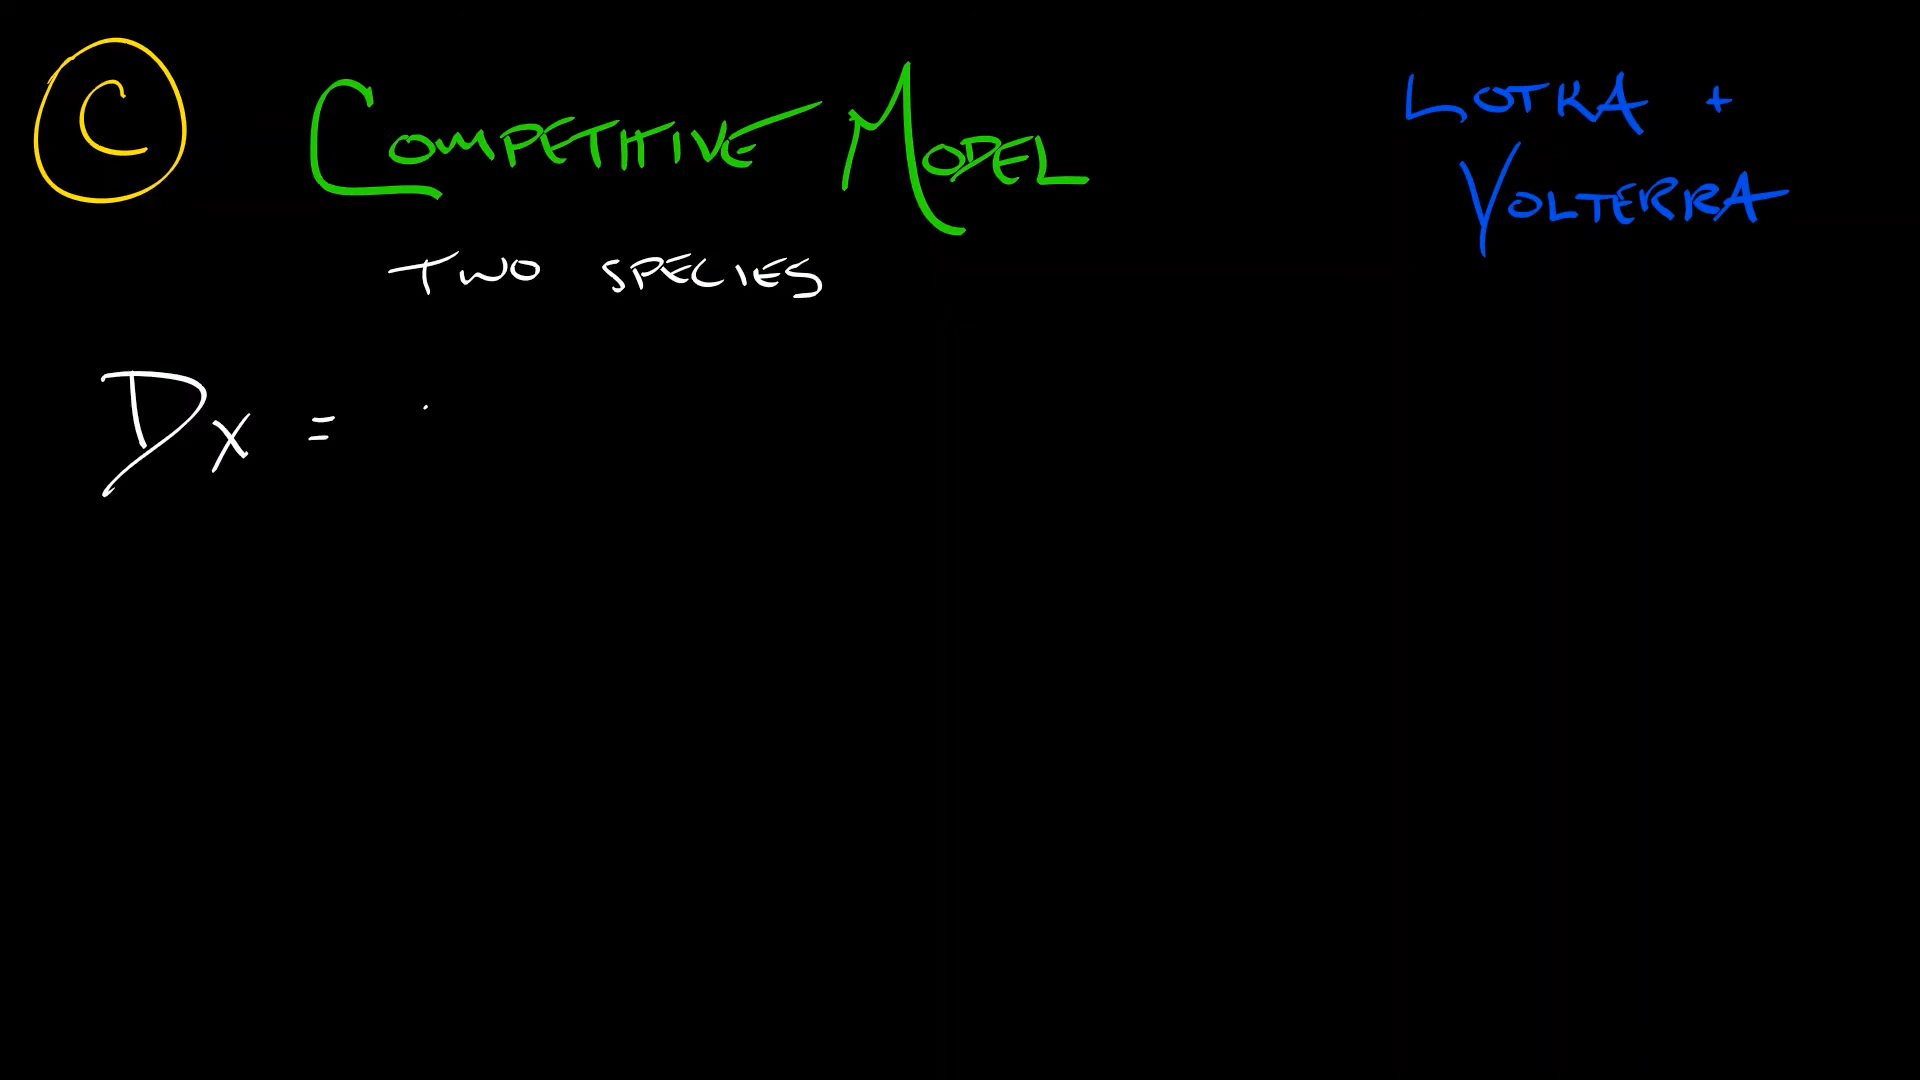 C COMPETITIVE MODEL
LOTKA +
VOLTERRA
TWO SPECIES
Dx =